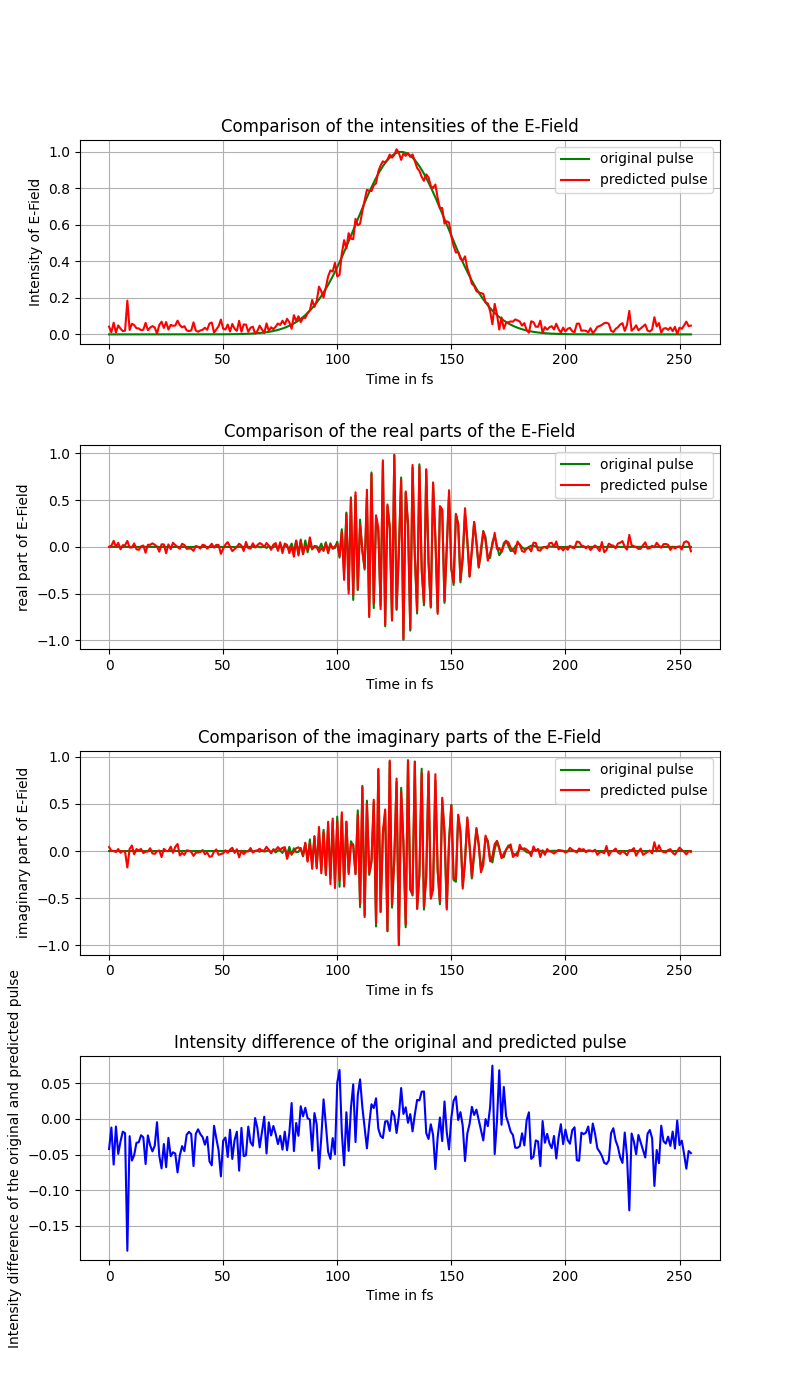 Comparison of the intensities of the E-Field
Intensity of E-Field
1.0
0.8
0.6
0.4
0.2
0.0
original pulse
predicted pulse
0 50 100 150 200 250
Time in fs
Comparison of the real parts of the E-Field
real part of E-Field
1.0
0.5
0.0
−0.5
−1.0
original pulse
predicted pulse
0 50 100 150 200 250
Time in fs
Comparison of the imaginary parts of the E-Field
imaginary part of E-Field
1.0
0.5
0.0
−0.5
−1.0
original pulse
predicted pulse
0 50 100 150 200 250
Time in fs
Intensity difference of the original and predicted pulse
Intensity difference of the original and predicted pulse
0.05
0.00
−0.05
−0.10
−0.15
0 50 100 150 200 250
Time in fs